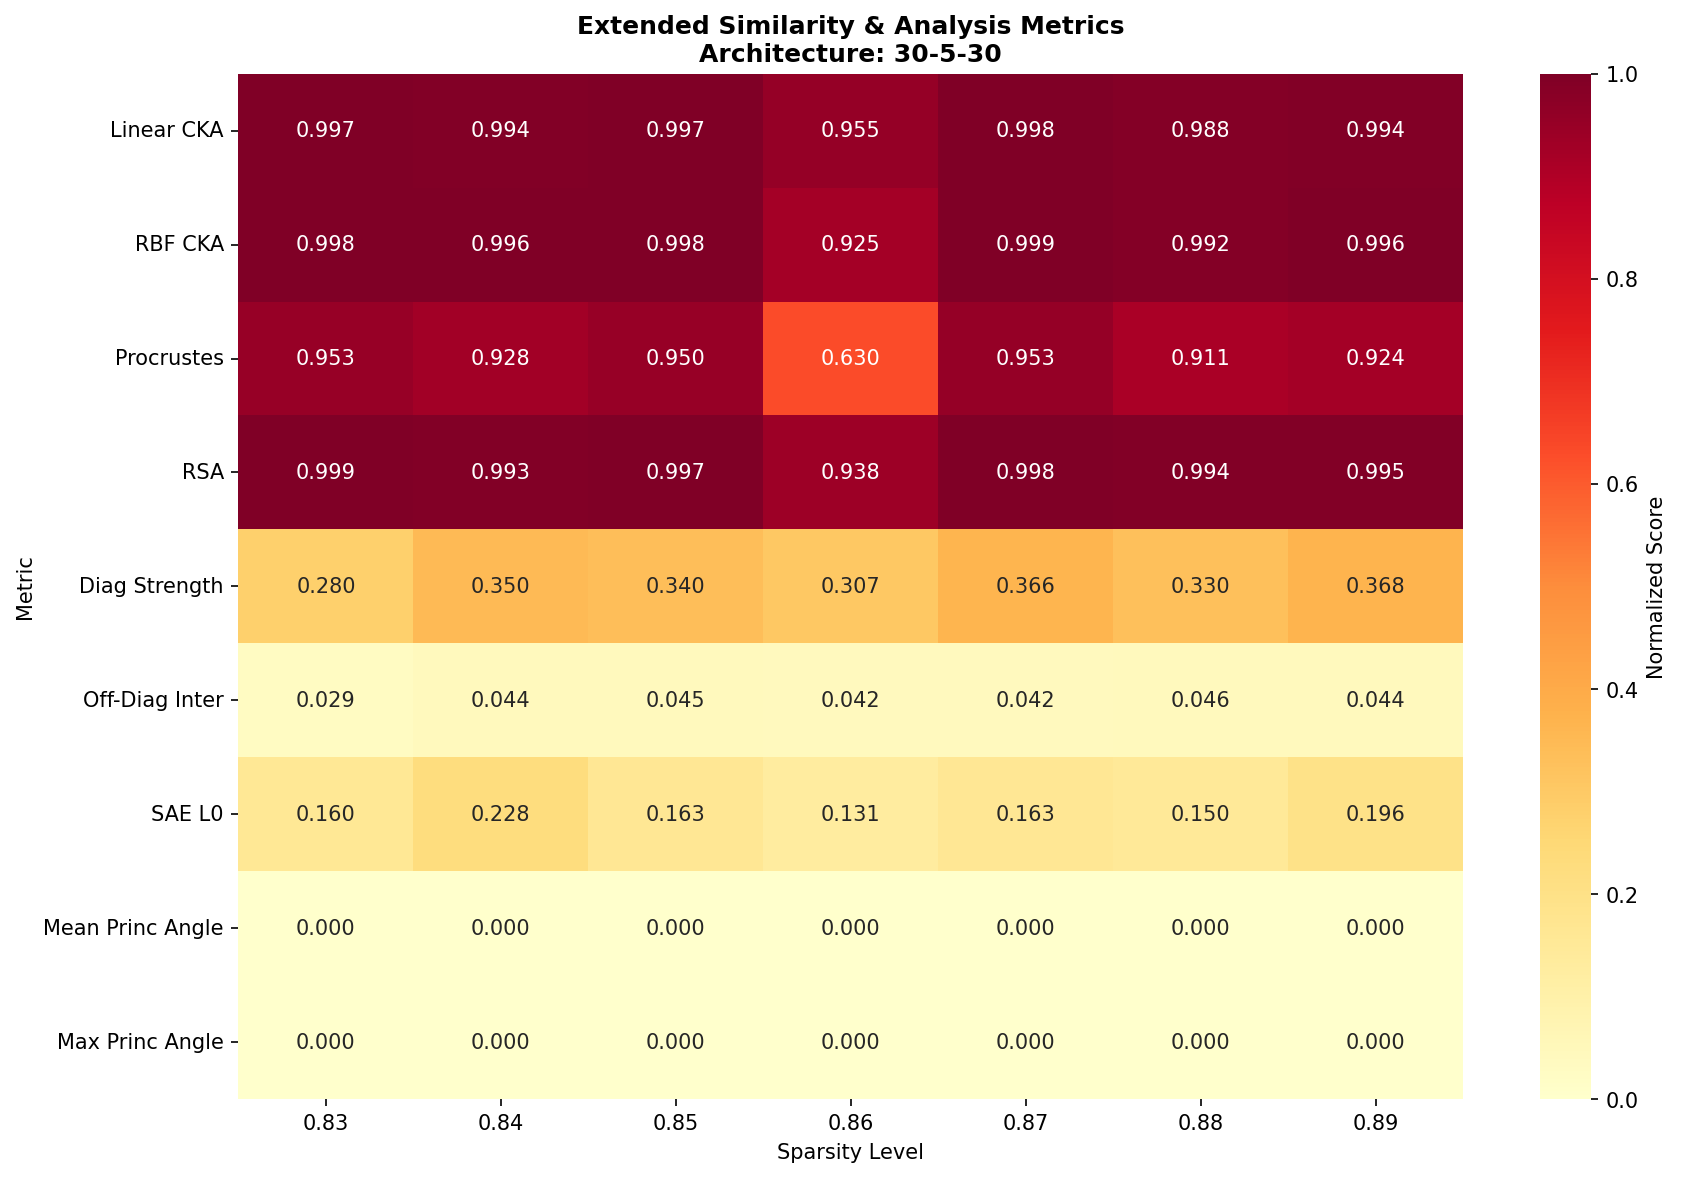 Extended Similarity & Analysis Metrics
Architecture: 30-5-30
Metric
Linear CKA 0.997 0.994 0.997 0.955 0.998 0.988 0.994
RBF CKA 0.998 0.996 0.998 0.925 0.999 0.992 0.996
Procrustes 0.953 0.928 0.950 0.630 0.953 0.911 0.924
RSA 0.999 0.993 0.997 0.938 0.998 0.994 0.995
Diag Strength 0.280 0.350 0.340 0.307 0.366 0.330 0.368
Off-Diag Inter 0.029 0.044 0.045 0.042 0.042 0.046 0.044
SAE L0 0.160 0.228 0.163 0.131 0.163 0.150 0.196
Mean Princ Angle 0.000 0.000 0.000 0.000 0.000 0.000 0.000
Max Princ Angle 0.000 0.000 0.000 0.000 0.000 0.000 0.000
0.83 0.84 0.85 0.86 0.87 0.88 0.89
Sparsity Level
1.0
0.8
0.6
0.4
0.2
0.0
Normalized Score